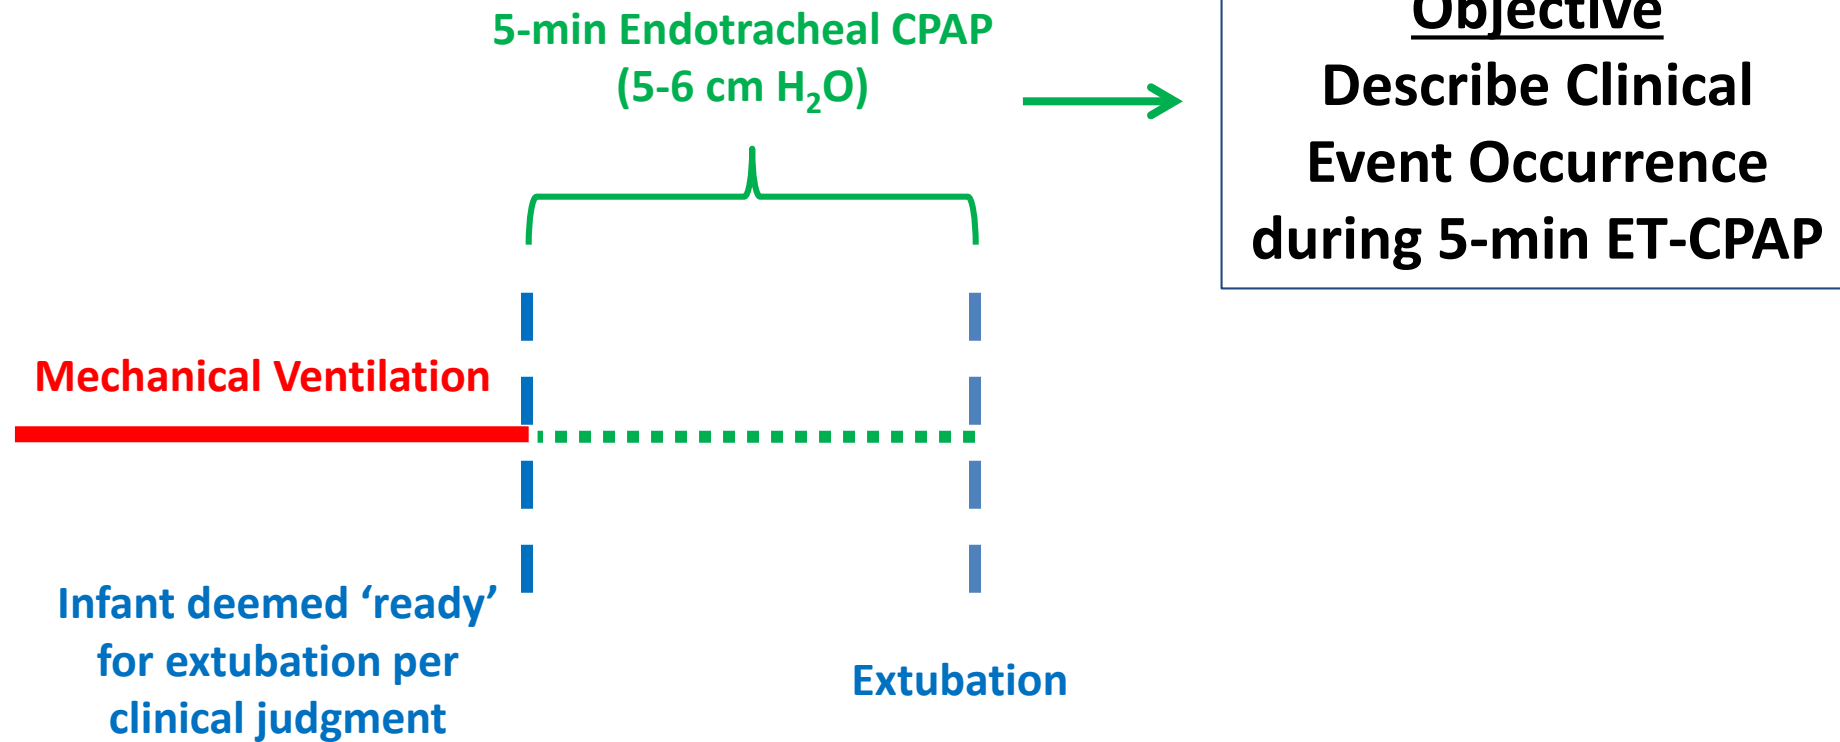 5-min Endotracheal CPAP
(5-6 cm H₂O)
Objective
Describe Clinical
Event Occurrence
during 5-min ET-CPAP
Mechanical Ventilation
Infant deemed ‘ready’
for extubation per
clinical judgment
Extubation